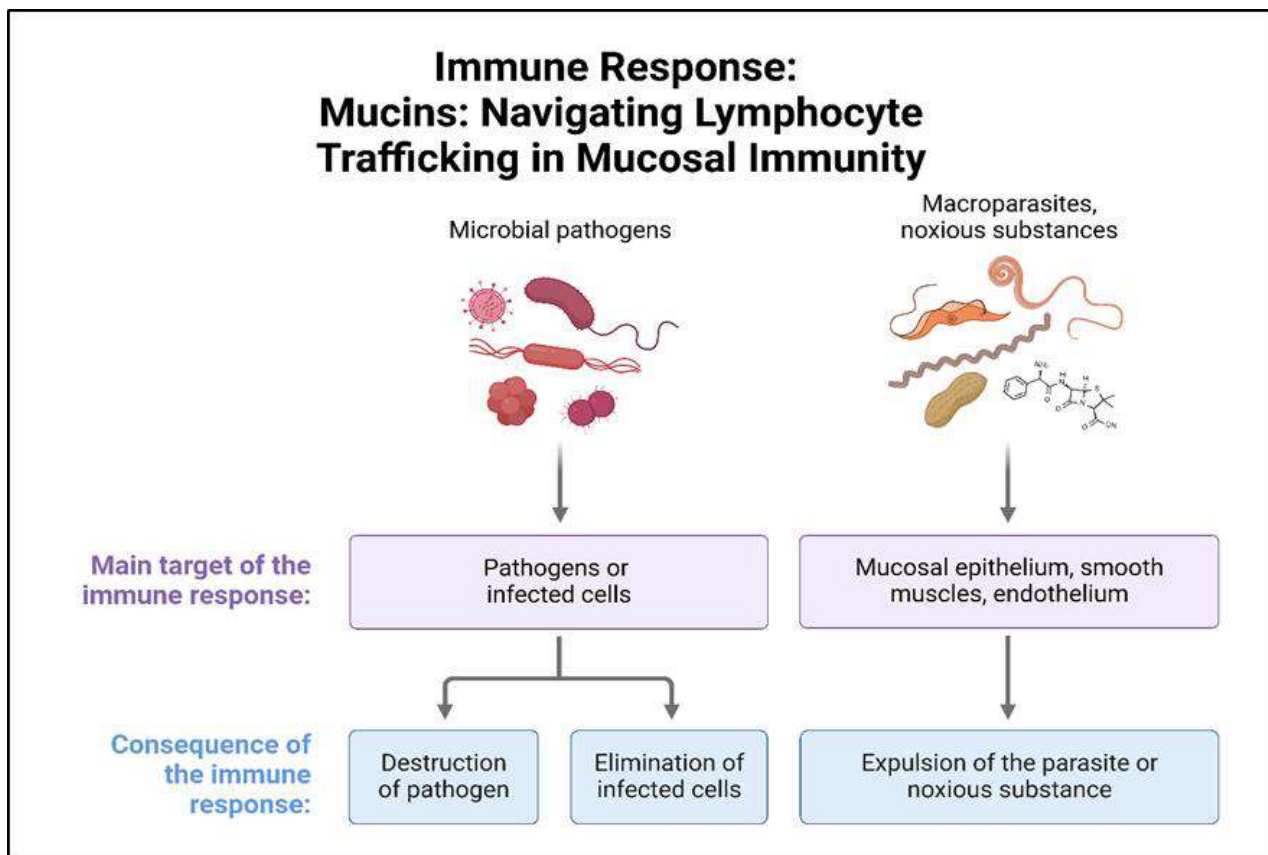 Immune Response:
Mucins: Navigating Lymphocyte
Trafficking in Mucosal Immunity
Microbial pathogens
Macroparasites,
noxious substances
NH₂
H
H
N
S
O
O
N
O
OH
Main target of the
immune response:
Pathogens or
infected cells
Mucosal epithelium, smooth
muscles, endothelium
Consequence of
the immune
response:
Destruction
of pathogen
Elimination of
infected cells
Expulsion of the parasite or
noxious substance